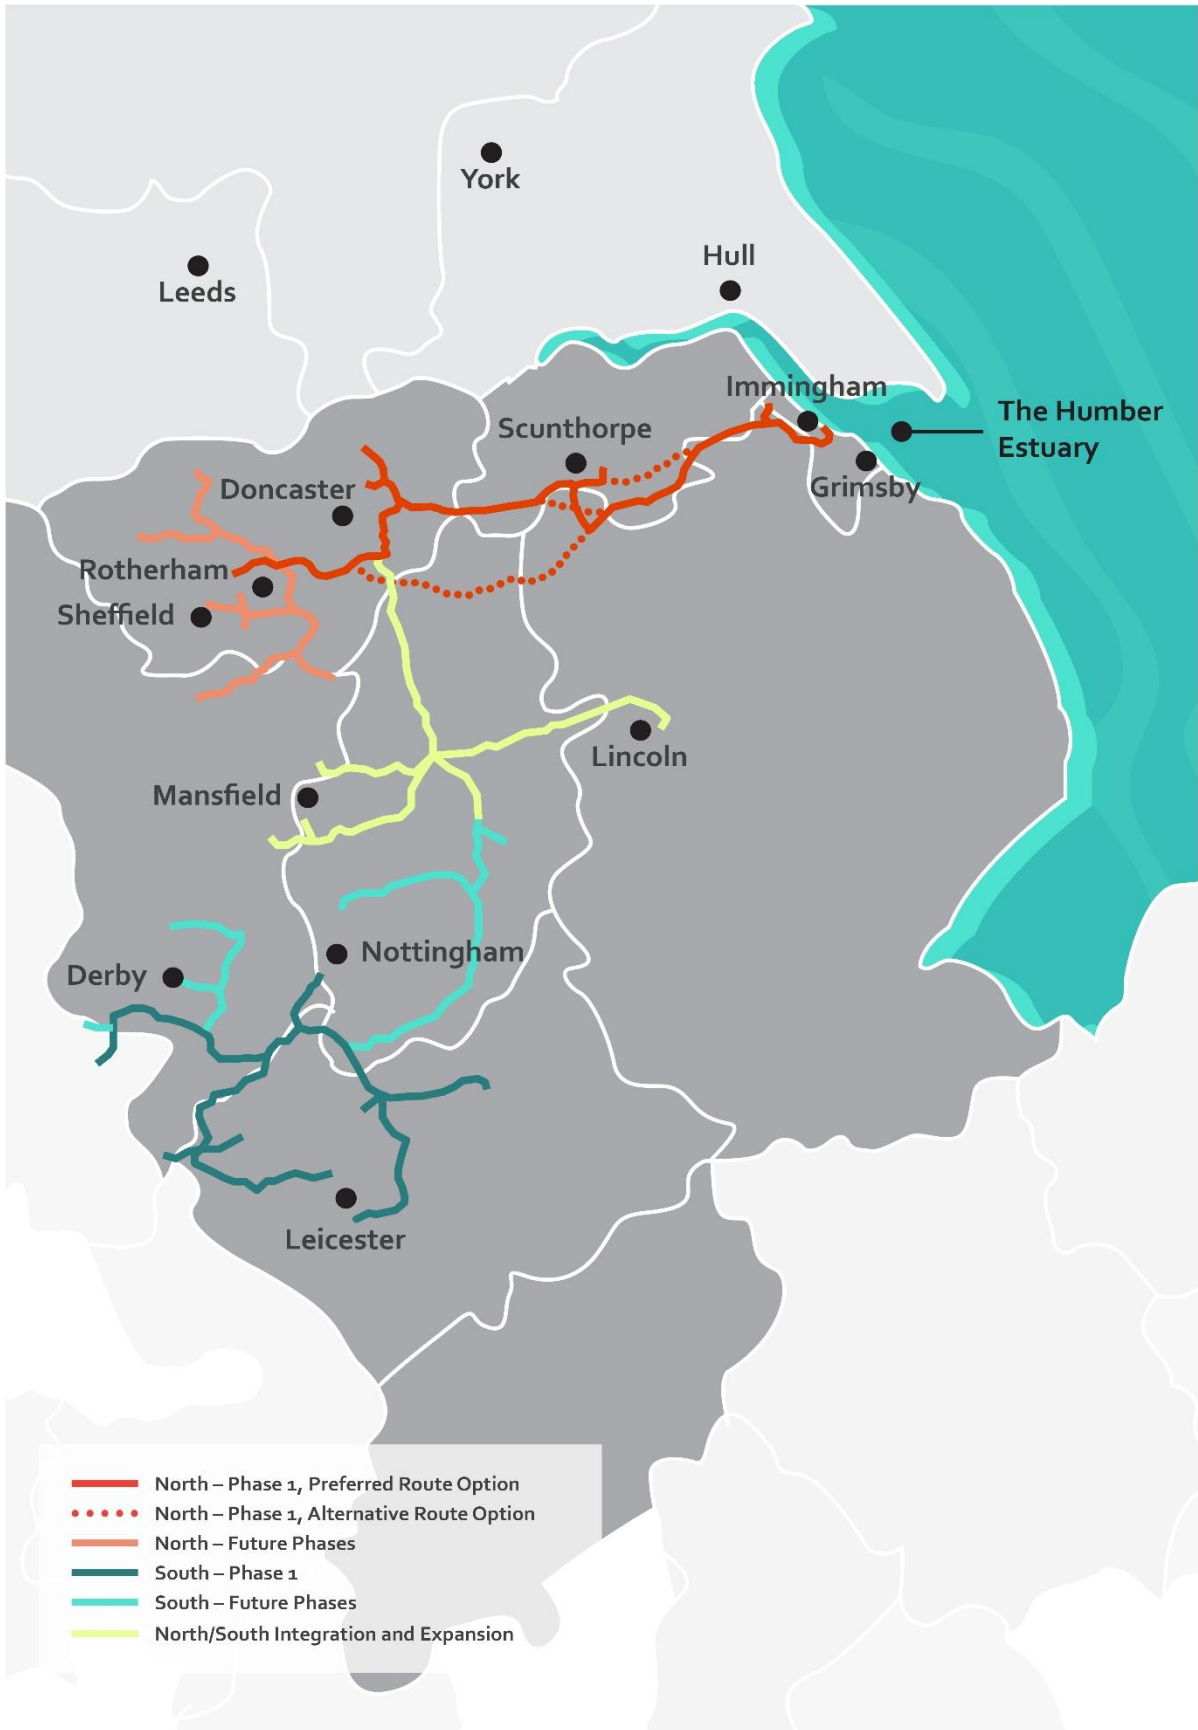 York
Hull
Leeds
Immingham
The Humber
Estuary
Scunthorpe
Doncaster
Grimsby
Rotherham
Sheffield
Lincoln
Mansfield
Nottingham
Derby
Leicester
North – Phase 1, Preferred Route Option
North – Phase 1, Alternative Route Option
North – Future Phases
South – Phase 1
South – Future Phases
North/South Integration and Expansion